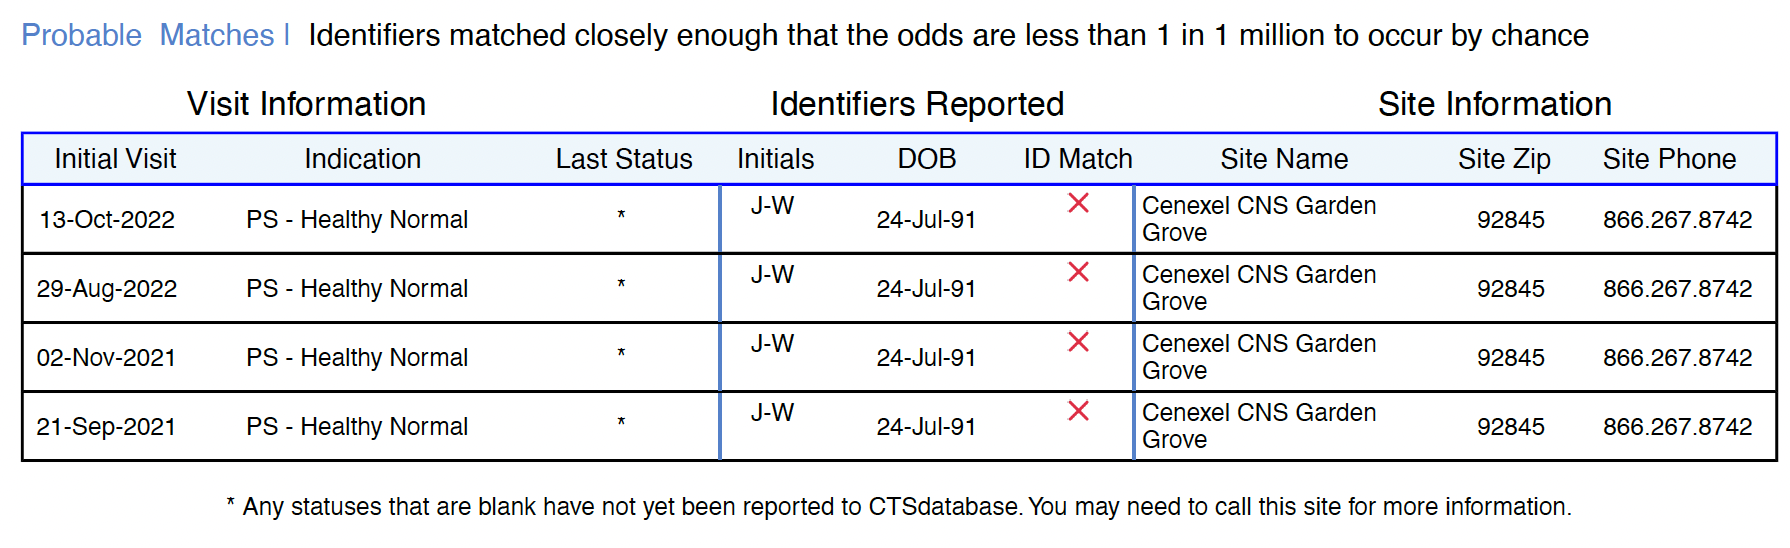 Probable Matches | Identifiers matched closely enough that the odds are less than 1 in 1 million to occur by chance
Visit Information Identifiers Reported Site Information
Initial Visit Indication Last Status Initials DOB ID Match Site Name Site Zip Site Phone
13-Oct-2022 PS - Healthy Normal * J-W 24-Jul-91 Cenexel CNS Garden Grove 92845 866.267.8742
29-Aug-2022 PS - Healthy Normal * J-W 24-Jul-91 Cenexel CNS Garden Grove 92845 866.267.8742
02-Nov-2021 PS - Healthy Normal * J-W 24-Jul-91 Cenexel CNS Garden Grove 92845 866.267.8742
21-Sep-2021 PS - Healthy Normal * J-W 24-Jul-91 Cenexel CNS Garden Grove 92845 866.267.8742
* Any statuses that are blank have not yet been reported to CTSdatabase. You may need to call this site for more information.